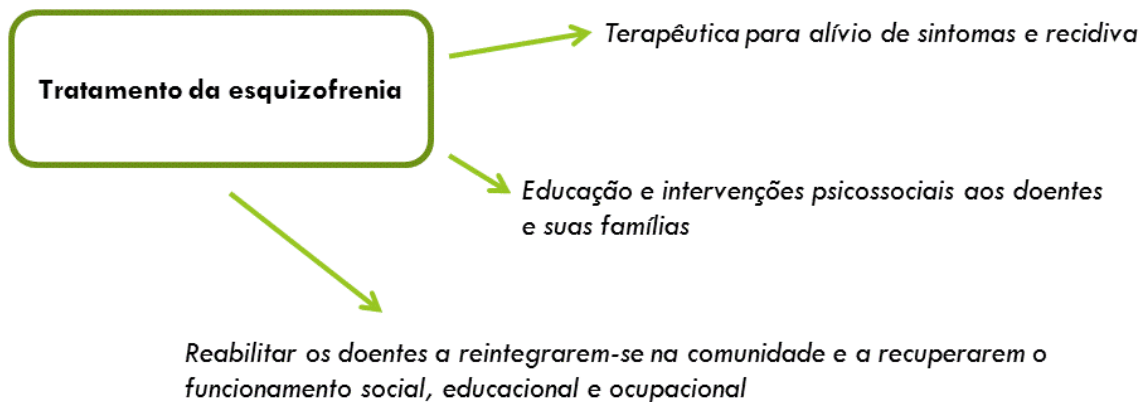 Terapêutica para alívio de sintomas e recidiva
Tratamento da esquizofrenia
Educação e intervenções psicossociais aos doentes
e suas famílias
Reabilitar os doentes a reintegrarem-se na comunidade e a recuperarem o
funcionamento social, educacional e ocupacional